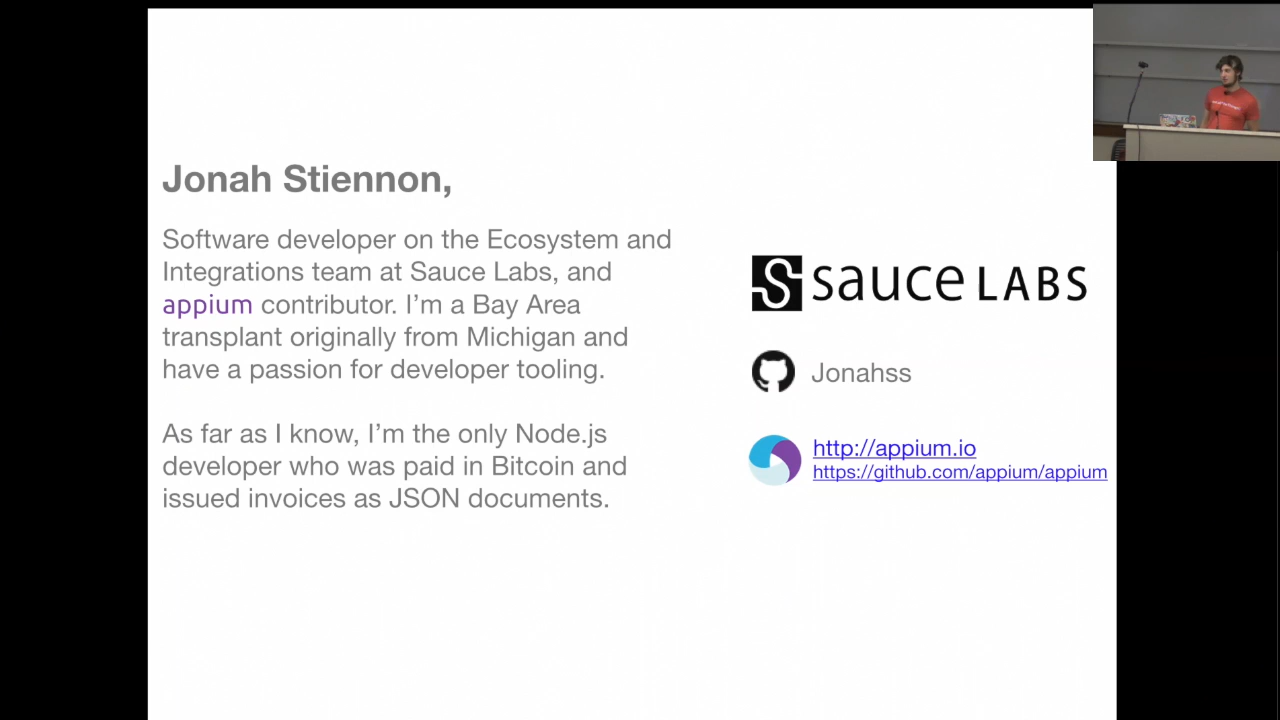 Jonah Stiennon,
Software developer on the Ecosystem and
Integrations team at Sauce Labs, and
appium contributor. I’m a Bay Area
transplant originally from Michigan and
have a passion for developer tooling.
As far as I know, I’m the only Node.js
developer who was paid in Bitcoin and
issued invoices as JSON documents.
S sauce LABS
Jonahss
http://appium.io
https://github.com/appium/appium